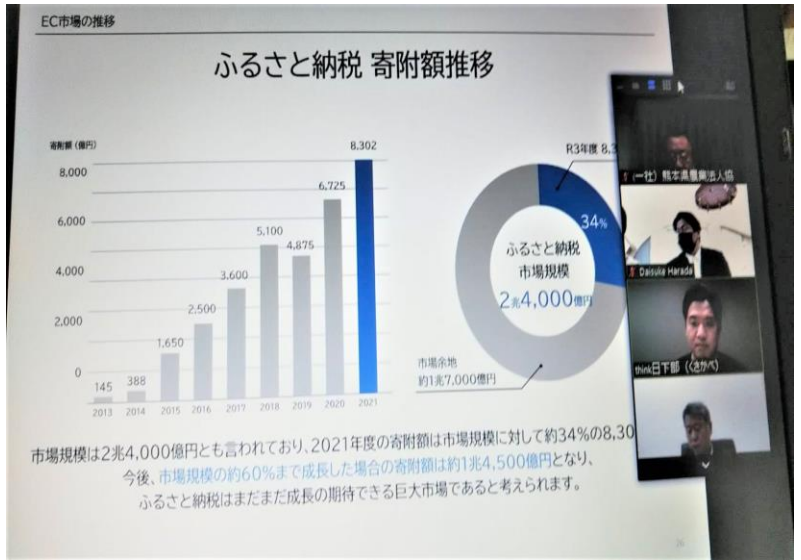 EC市場の推移
ふるさと納税 寄附額推移
寄附額(億円)
8,000
6,000
4,000
2,000
0
145
388
1,650
2,500
3,600
5,100
4,875
6,725
8,302
2013
2014
2015
2016
2017
2018
2019
2020
2021
R3年度 8,3
34%
ふるさと納税
市場規模
2兆4,000億円
市場余地
約1兆7,000億円
市場規模は2兆4,000億円とも言われており、2021年度の寄附額は市場規模に対して約34%の8,30
今後、市場規模の約60%まで成長した場合の寄附額は約1兆4,500億円となり、
ふるさと納税はまだまだ成長の期待できる巨大市場であると考えられます。
26
(一社)熊本県農業法人協
Daisuke Harada
think日下部(くさかべ)